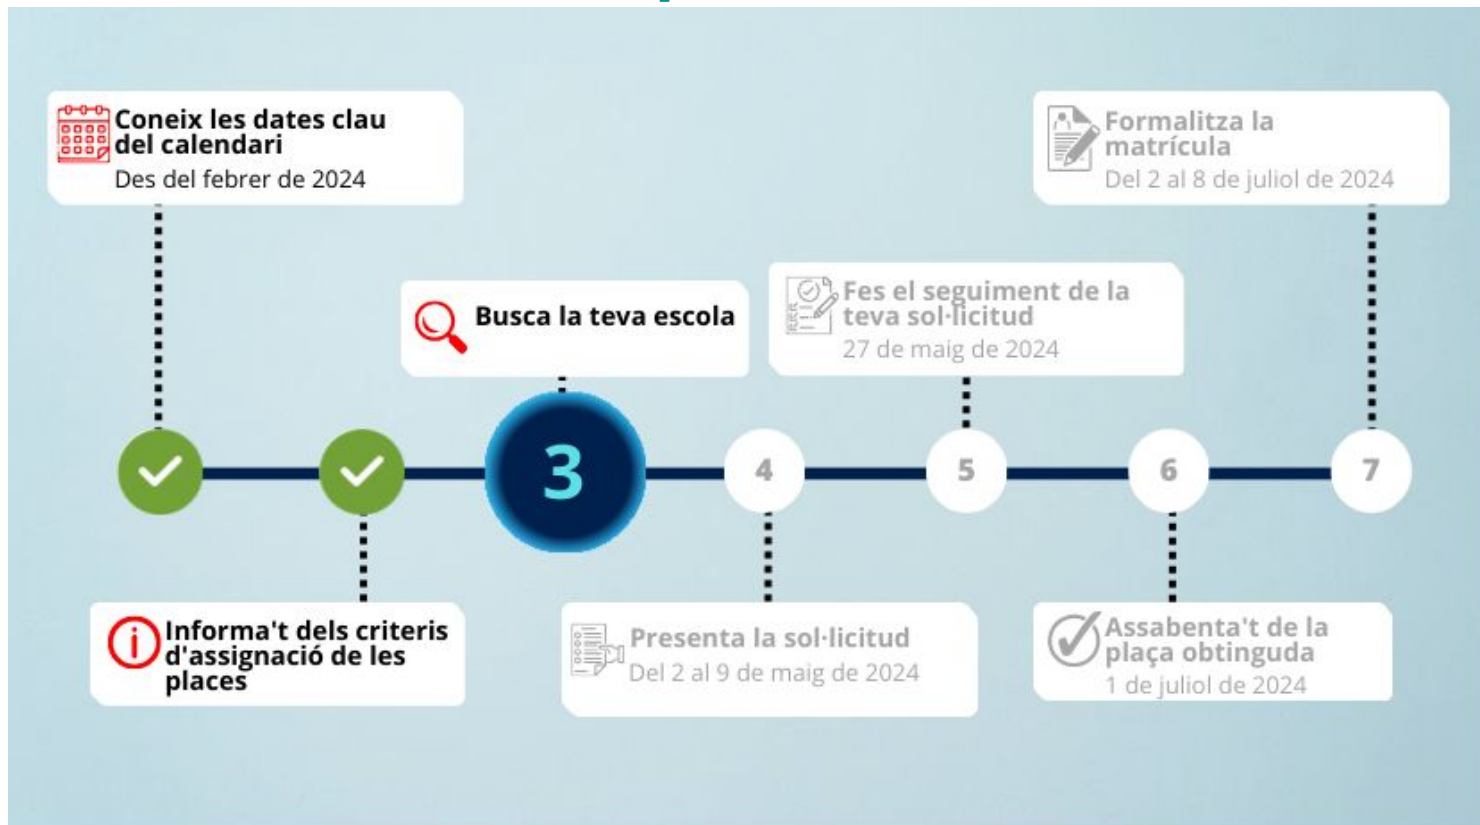 Coneix les dates clau
del calendari
Des del febrer de 2024
Formalitza la
matrícula
Del 2 al 8 de juliol de 2024
Busca la teva escola
Fes el seguiment de la
teva sol·licitud
27 de maig de 2024
3
4
5
6
7
Informa't dels criteris
d'assignació de les
places
Presenta la sol·licitud
Del 2 al 9 de maig de 2024
Assabenta't de la
plaça obtinguda
1 de juliol de 2024